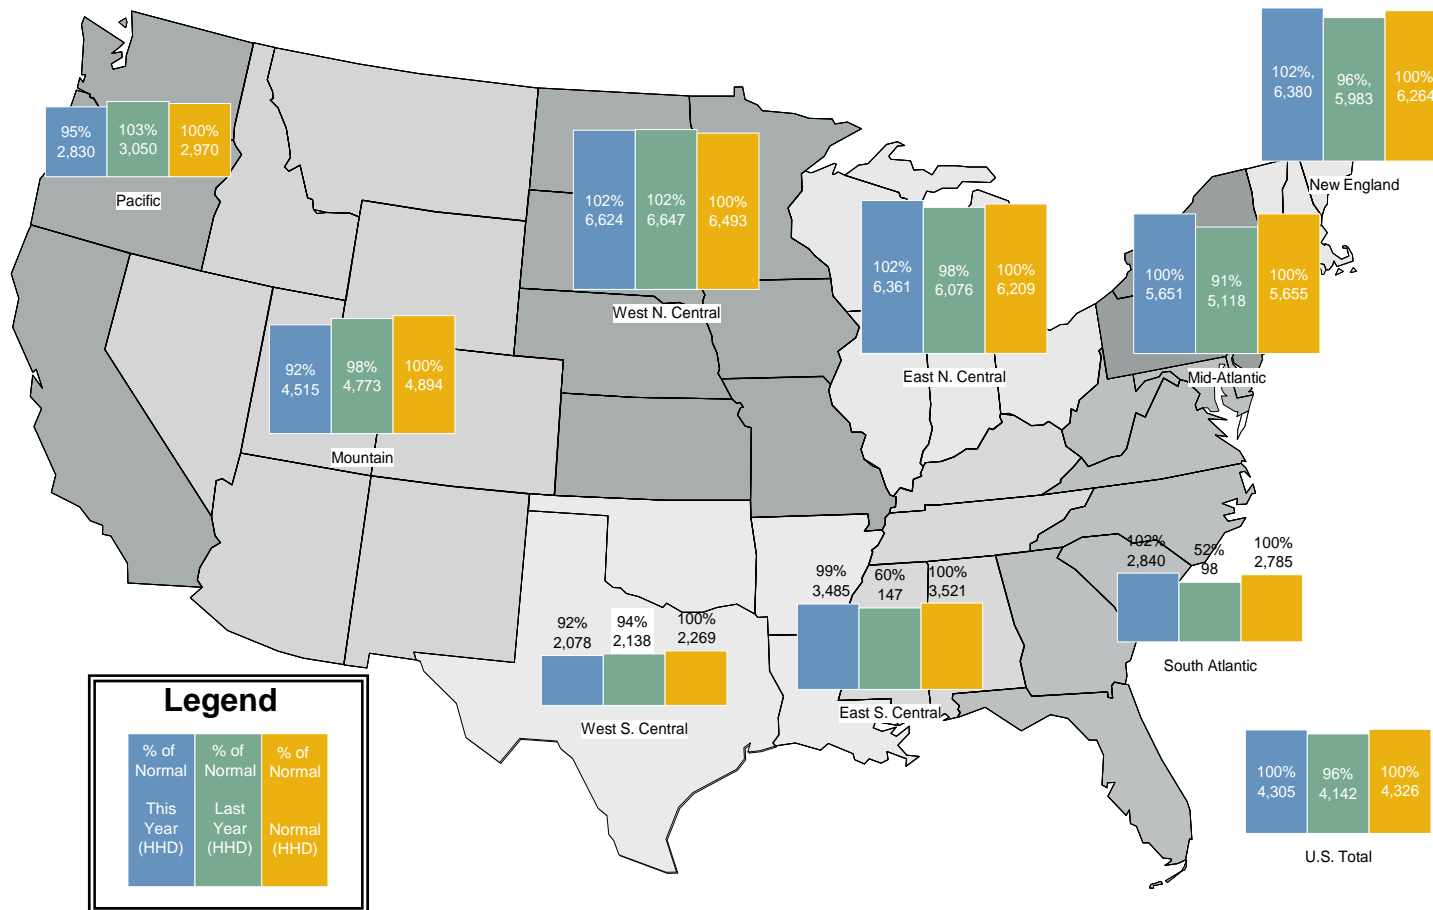 102%,
6,380
96%,
5,983
100%
6,264
New England
95%
2,830
103%
3,050
100%
2,970
Pacific
102%
6,624
102%
6,647
100%
6,493
West N. Central
102%
6,361
98%
6,076
100%
6,209
East N. Central
100%
5,651
91%
5,118
100%
5,655
Mid-Atlantic
92%
4,515
98%
4,773
100%
4,894
Mountain
92%
2,078
94%
2,138
100%
2,269
West S. Central
99%
3,485
60%
147
100%
3,521
East S. Central
102%
2,840
52%
98
100%
2,785
South Atlantic
100%
4,305
96%
4,142
100%
4,326
U.S. Total
Legend
% of
Normal
This
Year
(HHD)
% of
Normal
Last
Year
(HHD)
% of
Normal
Normal
(HHD)